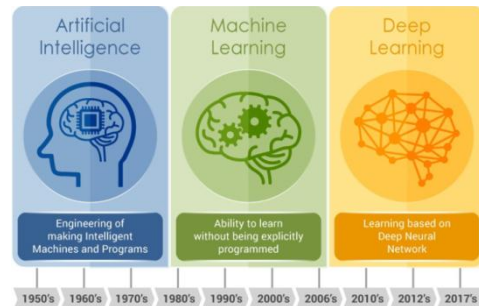 Artificial
Intelligence
Machine
Learning
Deep
Learning
Engineering of
making Intelligent
Machines and Programs
Ability to learn
without being explicitly
programmed
Learning based on
Deep Neural
Network
1950's 1960's 1970's 1980's 1990's 2000's 2006's 2010's 2012's 2017's